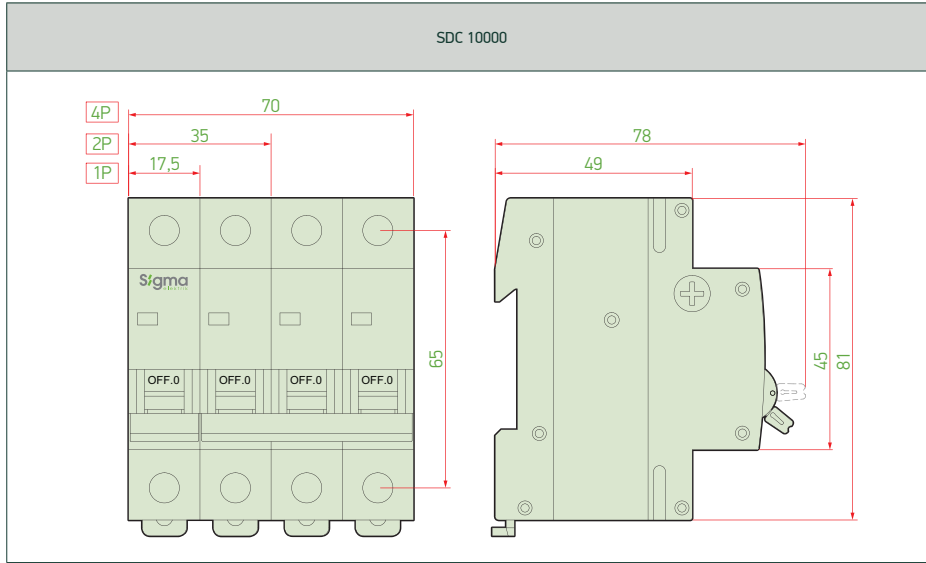 SDC 10000
4P
70
2P
35
1P
17,5
78
49
Sigma
elektrik
OFF.0 OFF.0 OFF.0 OFF.0
65
45
81